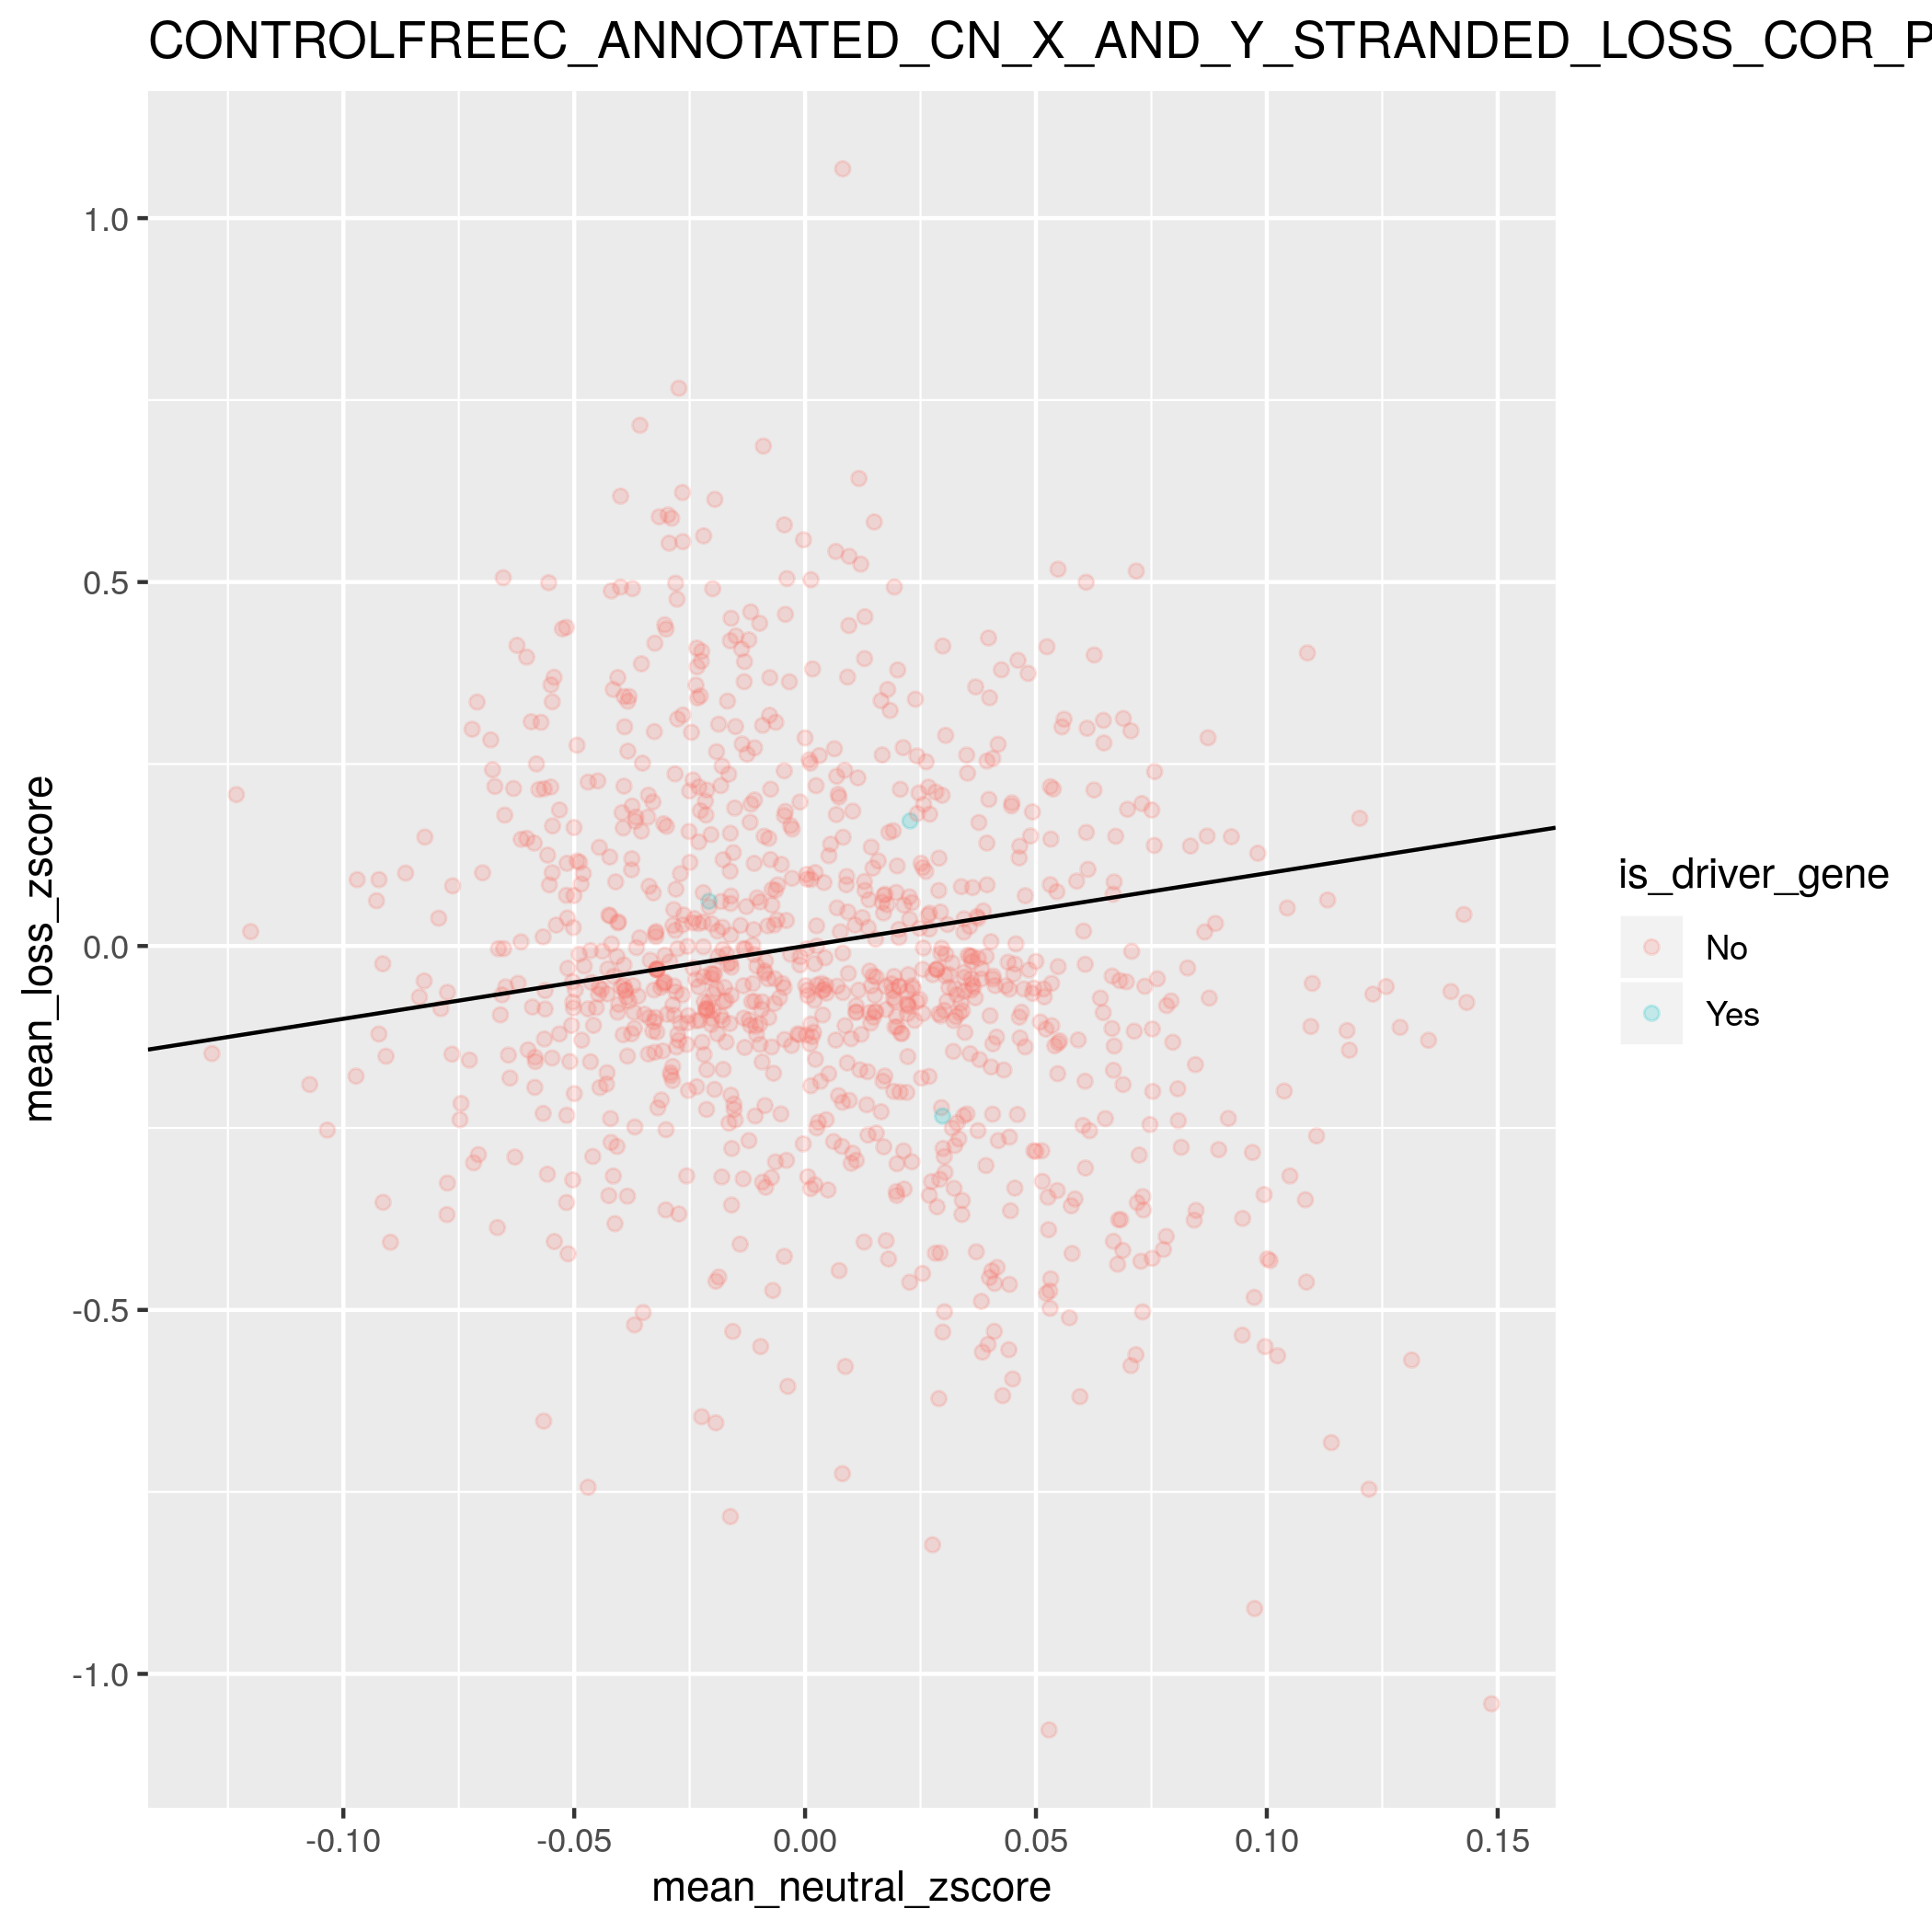 CONTROLFREEC_ANNOTATED_CN_X_AND_Y_STRANDED_LOSS_COR_P
1.0
0.5
0.0
-0.5
-1.0
mean_loss_zscore
-0.10 -0.05 0.00 0.05 0.10 0.15
mean_neutral_zscore
is_driver_gene
No
Yes